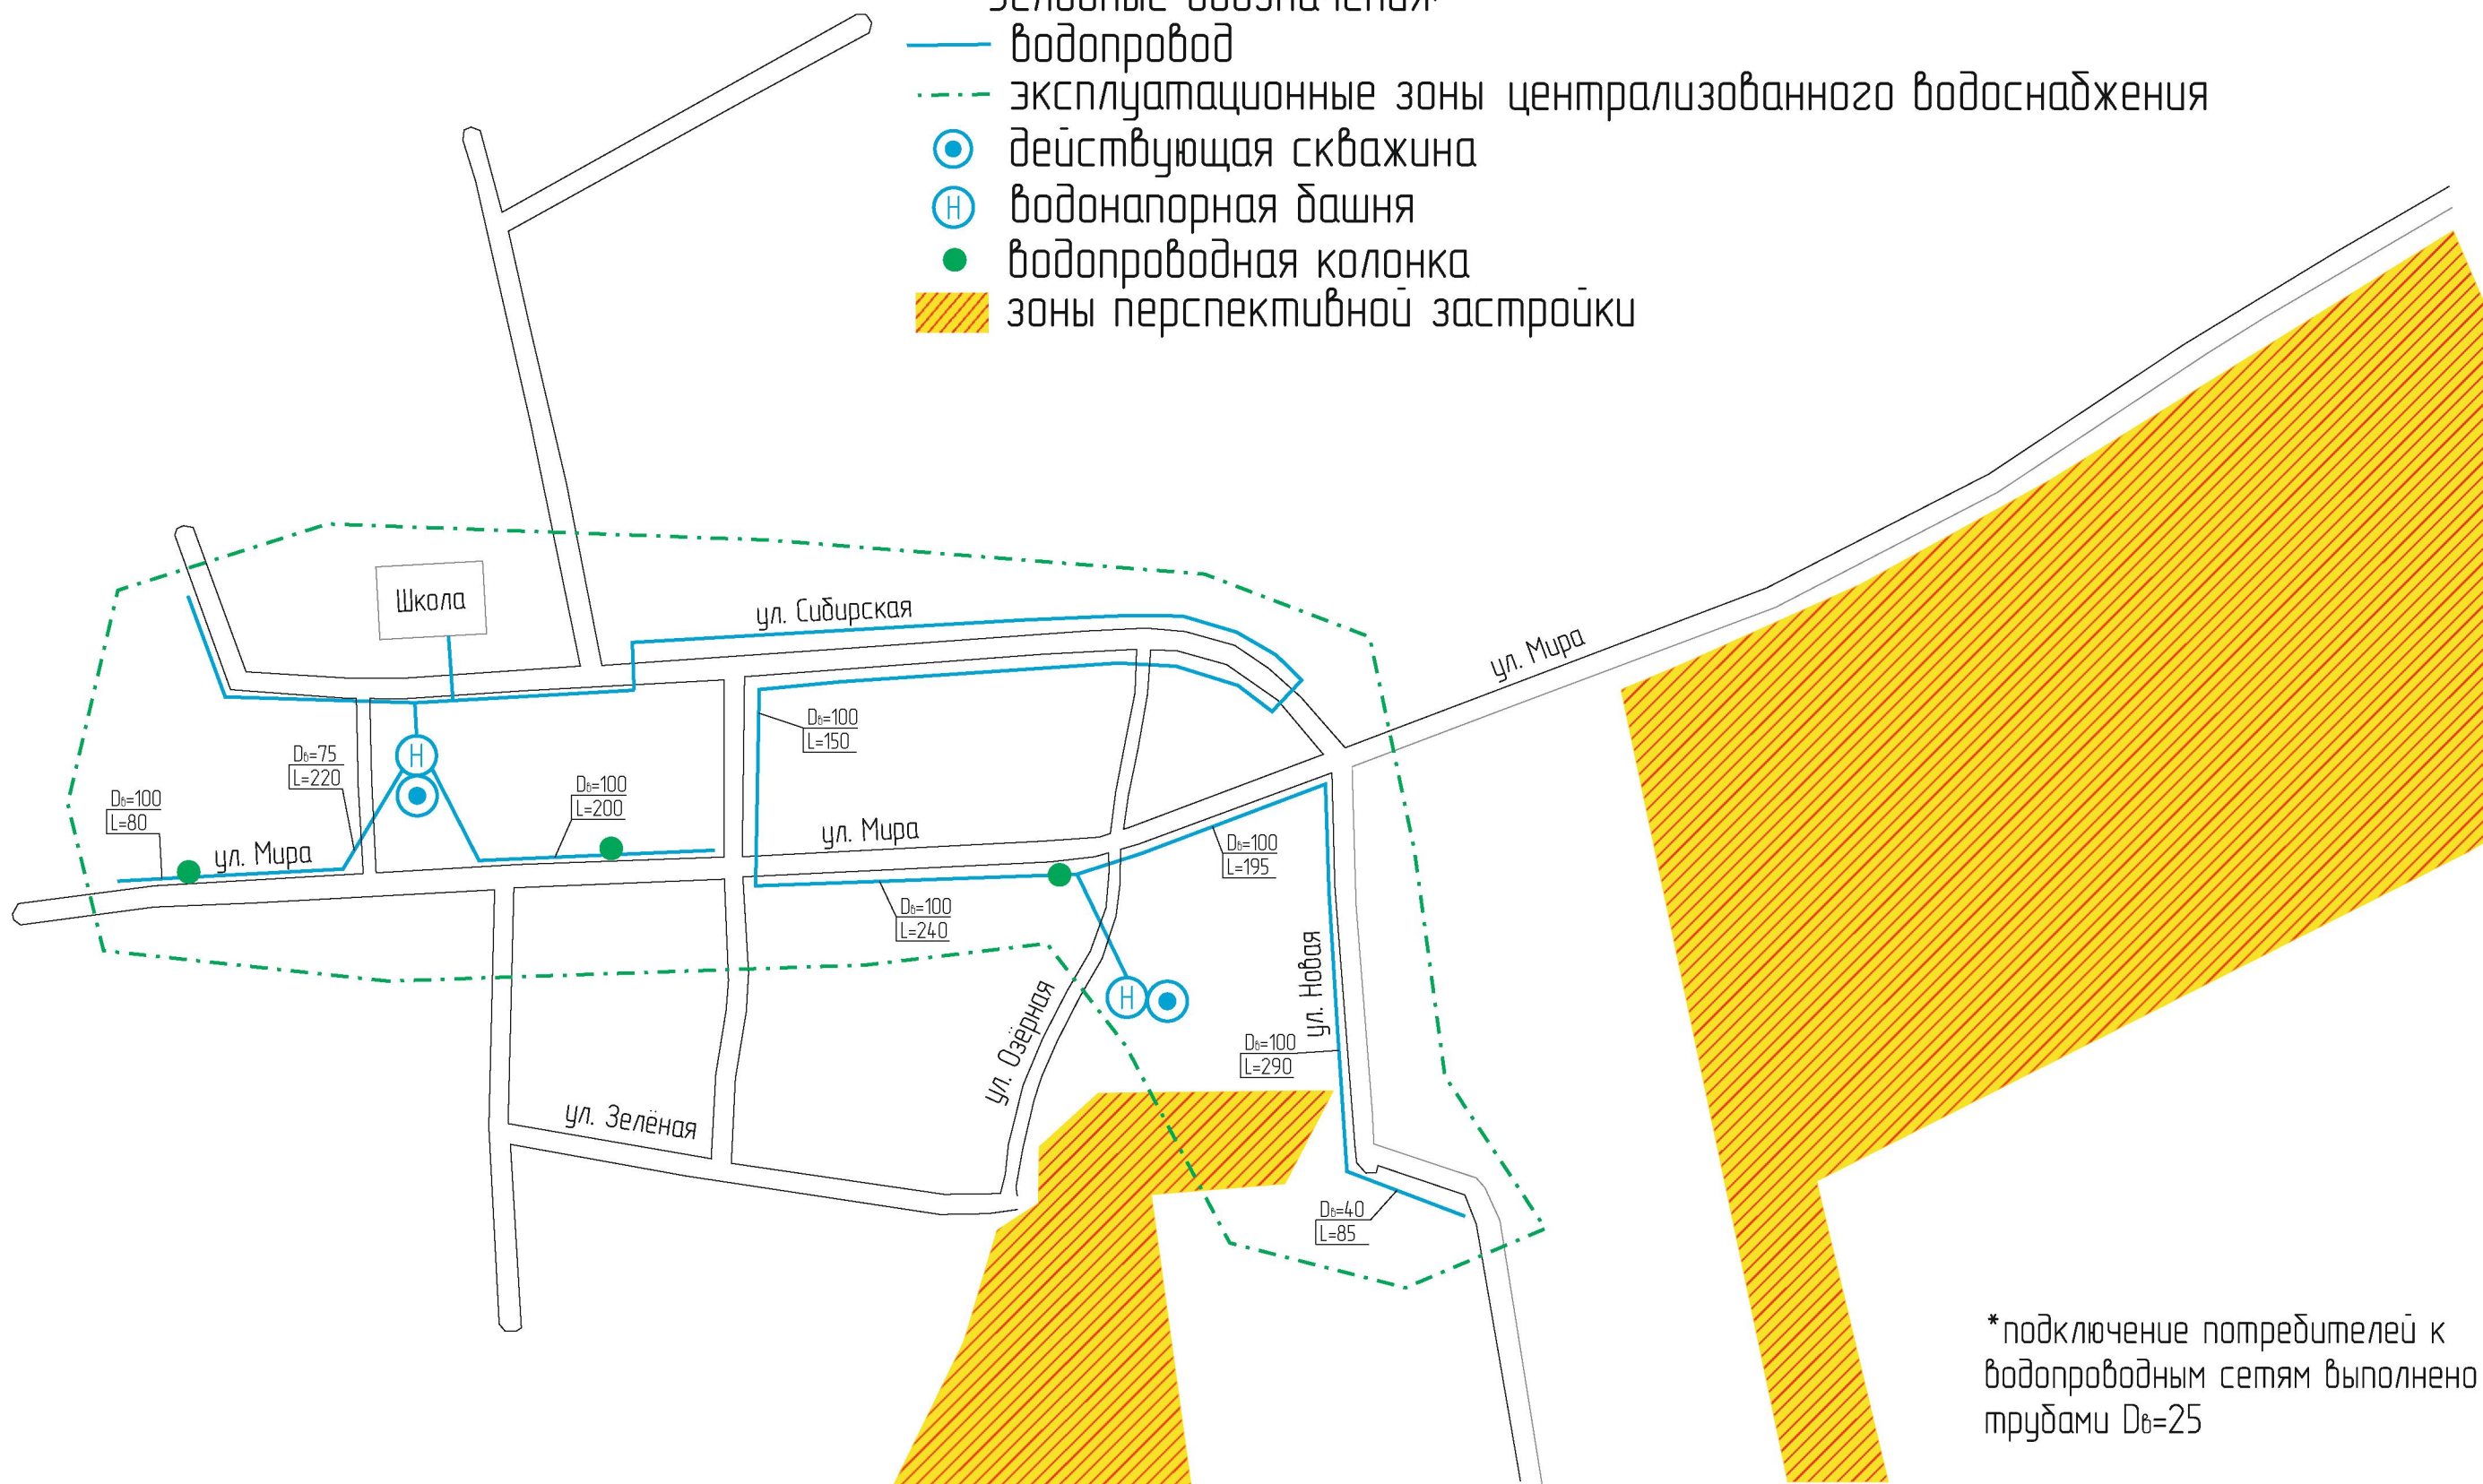 водопровод
эксплуатационные зоны централизованного водоснабжения
действующая скважина
Н водонапорная башня
водопроводная колонка
зоны перспективной застройки
Школа
ул. Сибирская
ул. Мира
Dв=100
L=150
Dв=75
L=220
Н
Dв=100
L=200
Dв=100
L=80
ул. Мира
ул. Мира
Dв=100
L=195
Dв=100
L=240
ул. Новая
ул. Озёрная
Н
Dв=100
L=290
ул. Зелёная
Dв=40
L=85
*подключение потребителей к
водопроводным сетям выполнено
трубами Dв=25